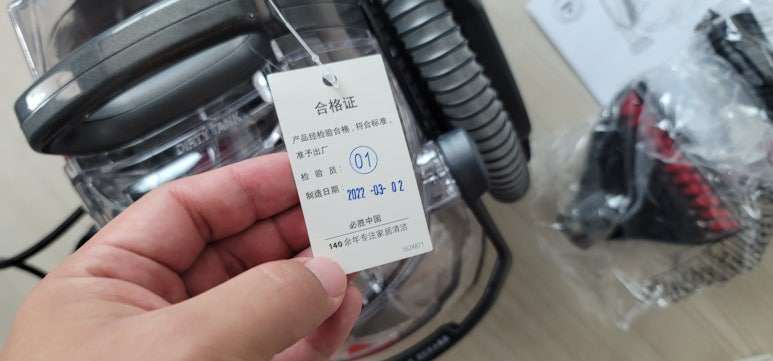 DIRTY TANK
合格证
产品经检验合格，符合标准，
准予出厂
检 验 员：01
制造日期：2022-03-02
必胜中国
140余年专注家居清洁